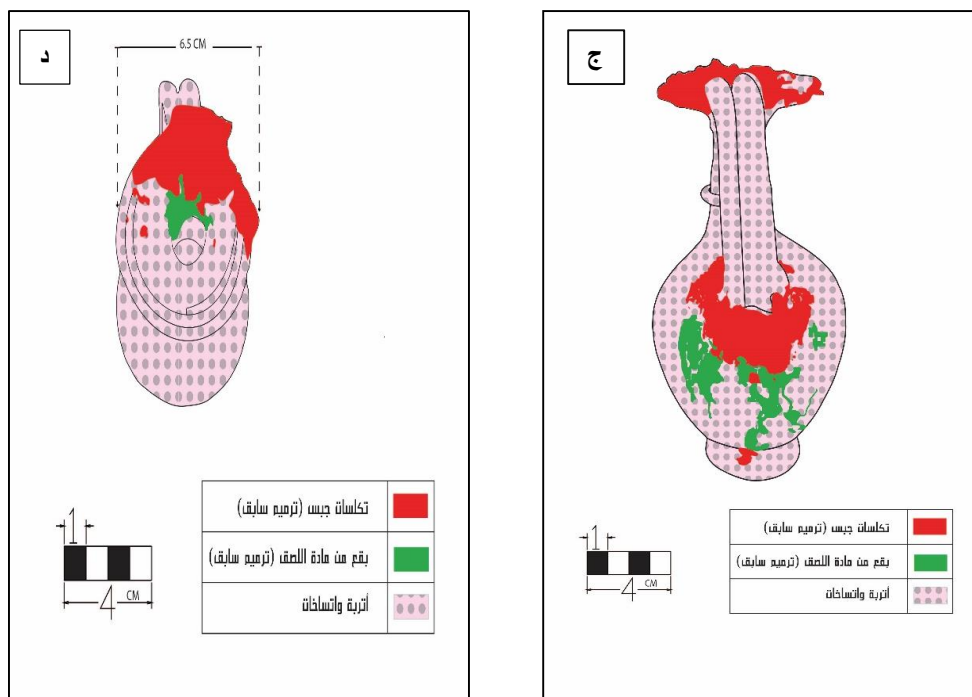 ج
تكلسات جبس (ترميم سابق)
بقع من مادة اللصق (ترميم سابق)
أتربة واتساخات
1
4 CM
د
6.5 CM
تكلسات جبس (ترميم سابق)
بقع من مادة اللصق (ترميم سابق)
أتربة واتساخات
1
4 CM